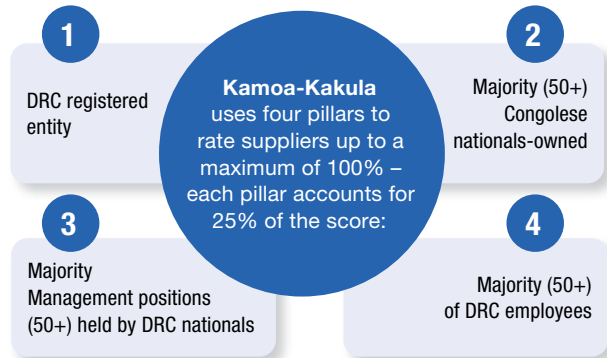 1
DRC registered
entity
2
Majority (50+)
Congolese
nationals-owned
Kamoa-Kakula
uses four pillars to
rate suppliers up to a
maximum of 100% –
each pillar accounts for
25% of the score:
3
Majority
Management positions
(50+) held by DRC nationals
4
Majority (50+)
of DRC employees